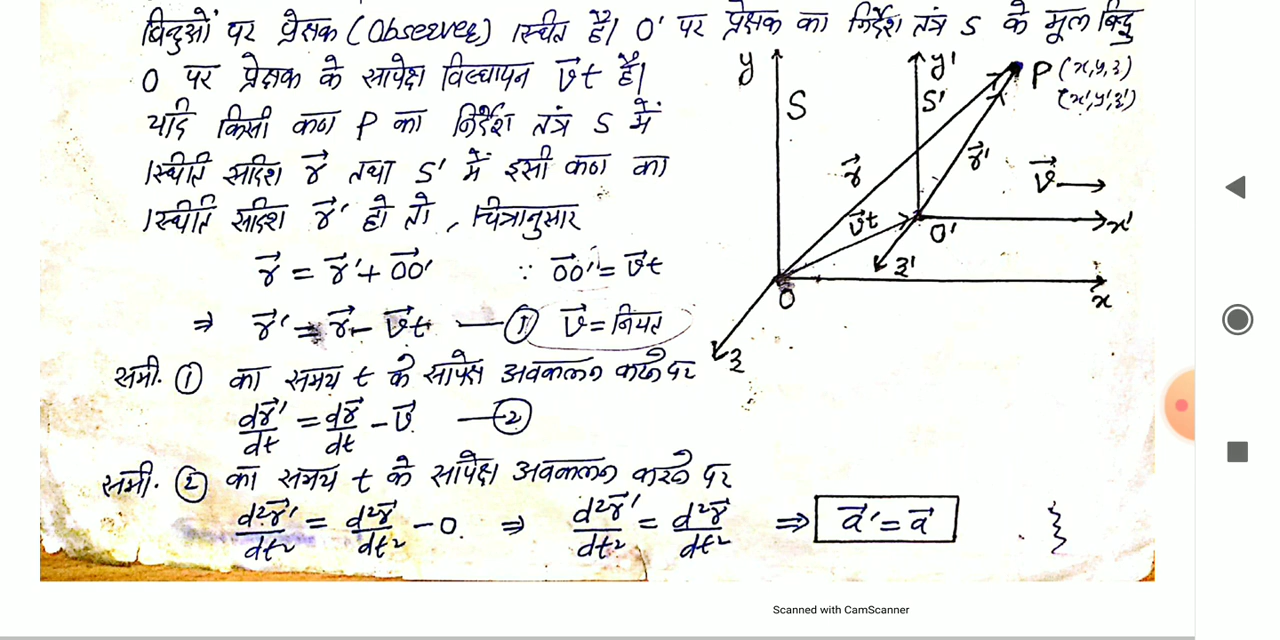 बिंदुओं पर प्रेक्षक (Observer) स्थित है। O' पर प्रेक्षक का निर्देश तंत्र S के मूल बिंदु
O पर प्रेक्षक के सापेक्ष विस्थापन v⃗t है।
यदि किसी कण P का निर्देश तंत्र S में
स्थिति सदिश r⃗ तथा S' में इसी कण का
स्थिति सदिश r⃗' हो तो, चित्रानुसार
r⃗ = r⃗' + OO⃗' ∵ OO⃗' = v⃗t
⇒ r⃗' = r⃗ - v⃗t —① v⃗ = नियत
समी. ① का समय t के सापेक्ष अवकलन करने पर
dr⃗'/dt = dr⃗/dt - v⃗ —②
समी. ② का समय t के सापेक्ष अवकलन करने पर
d²r⃗'/dt² = d²r⃗/dt² - 0 ⇒ d²r⃗'/dt² = d²r⃗/dt² ⇒ a⃗' = a⃗
y
S
y'
S'
P (x,y,z)
(x',y',z')
r⃗
r⃗'
v⃗
v⃗t
O'
x'
z'
O
x
z
Scanned with CamScanner